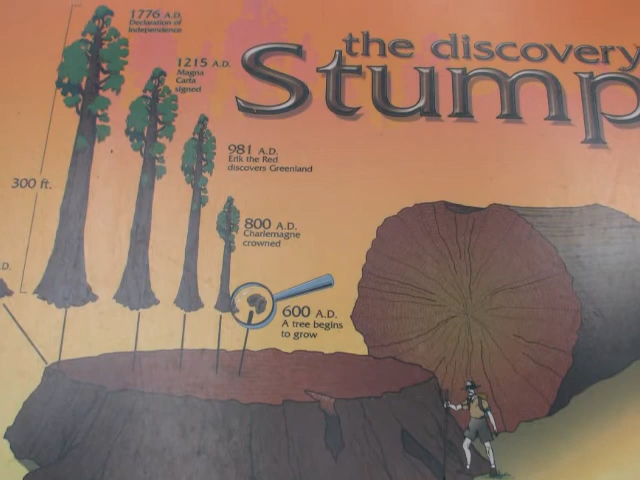 the discovery
Stump
1776 A.D.
Declaration of
Independence
1215 A.D.
Magna
Carta
signed
981 A.D.
Erik the Red
discovers Greenland
300 ft.
800 A.D.
Charlemagne
crowned
D.
600 A.D.
A tree begins
to grow